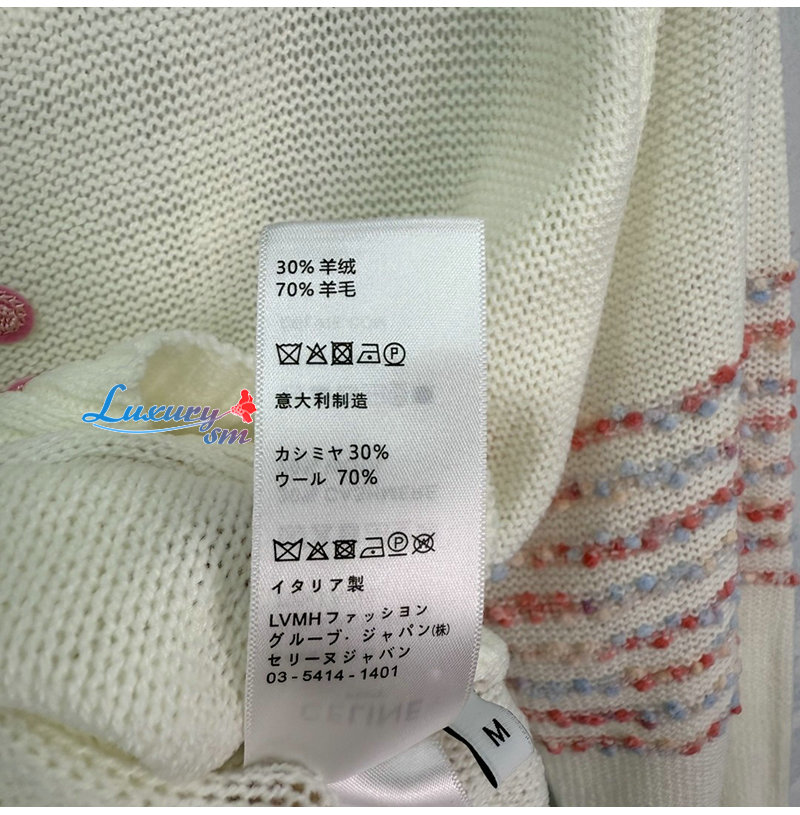 30% 羊绒
70% 羊毛
P
意大利制造
Luxury
sm
カシミヤ 30%
ウール 70%
P
イタリア製
LVMHファッション
グループ・ジャパン(株)
セリーヌジャパン
03-5414-1401
CELINE
M